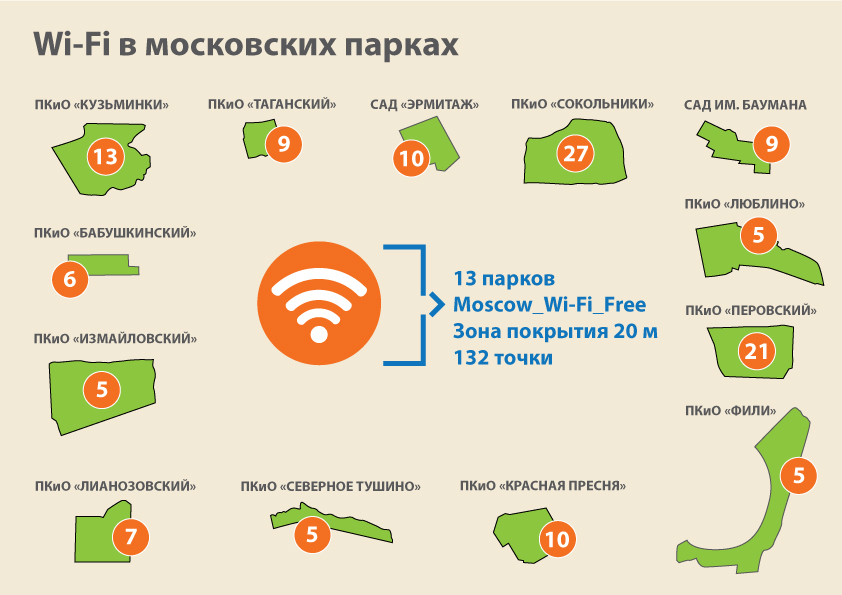 Wi-Fi в московских парках
ПКиО «КУЗЬМИНКИ»
13
ПКиО «ТАГАНСКИЙ»
9
САД «ЭРМИТАЖ»
10
ПКиО «СОКОЛЬНИКИ»
27
САД ИМ. БАУМАНА
9
ПКиО «БАБУШКИНСКИЙ»
6
ПКиО «ЛЮБЛИНО»
5
13 парков
Moscow_Wi-Fi_Free
Зона покрытия 20 м
132 точки
ПКиО «ИЗМАЙЛОВСКИЙ»
5
ПКиО «ПЕРОВСКИЙ»
21
ПКиО «ФИЛИ»
5
ПКиО «ЛИАНОЗОВСКИЙ»
7
ПКиО «СЕВЕРНОЕ ТУШИНО»
5
ПКиО «КРАСНАЯ ПРЕСНЯ»
10